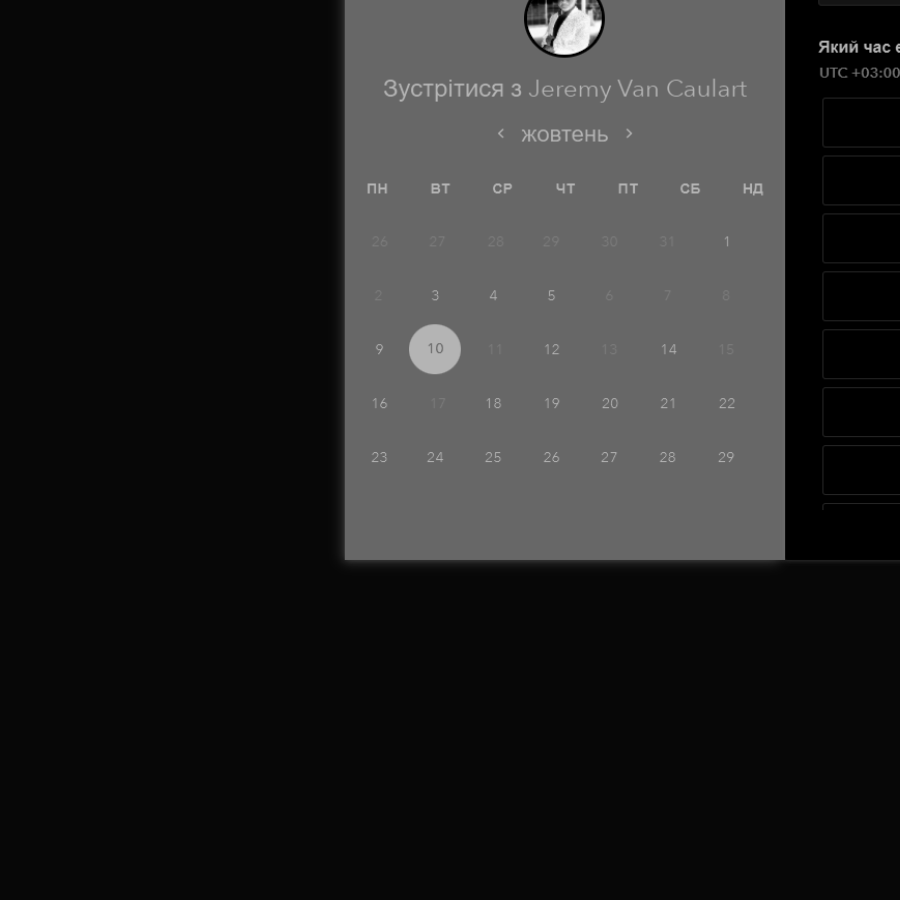 Зустрітися з Jeremy Van Caulart
жовтень
ПН ВТ СР ЧТ ПТ СБ НД
26 27 28 29 30 31 1
2 3 4 5 6 7 8
9 10 11 12 13 14 15
16 17 18 19 20 21 22
23 24 25 26 27 28 29
Який час
UTC +03:00